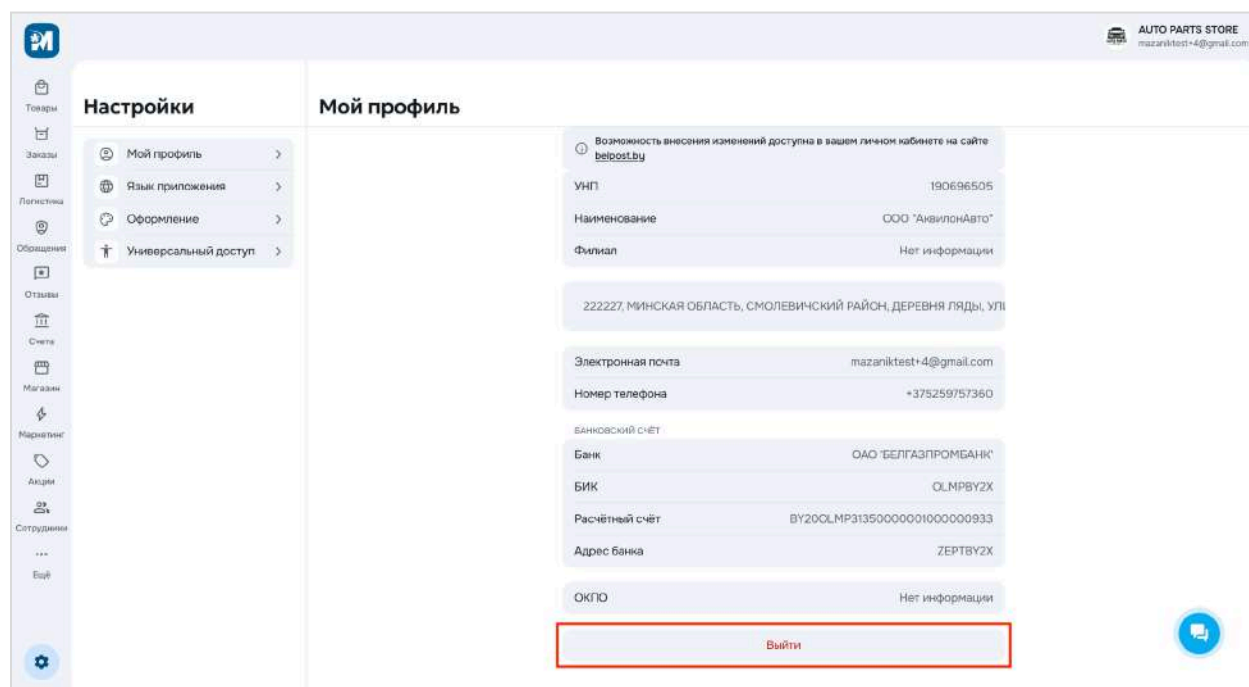 AUTO PARTS STORE
mazaniktest+4@gmail.com
Товары
Заказы
Логистика
Обращения
Отзывы
Счета
Магазин
Маркетинг
Акции
Сотрудники
Ещё
Настройки
Мой профиль
Язык приложения
Оформление
Универсальный доступ
Мой профиль
Возможность внесения изменений доступна в вашем личном кабинете на сайте
belpost.by
УНП 190696505
Наименование ООО "АквилонАвто"
Филиал Нет информации
222227, МИНСКАЯ ОБЛАСТЬ, СМОЛЕВИЧСКИЙ РАЙОН, ДЕРЕВНЯ ЛЯДЫ, УЛИ
Электронная почта mazaniktest+4@gmail.com
Номер телефона +375259757360
БАНКОВСКИЙ СЧЁТ
Банк ОАО "БЕЛГАЗПРОМБАНК"
БИК OLMPBY2X
Расчётный счёт BY20OLMP31350000001000000933
Адрес банка ZEPTBY2X
ОКПО Нет информации
Выйти